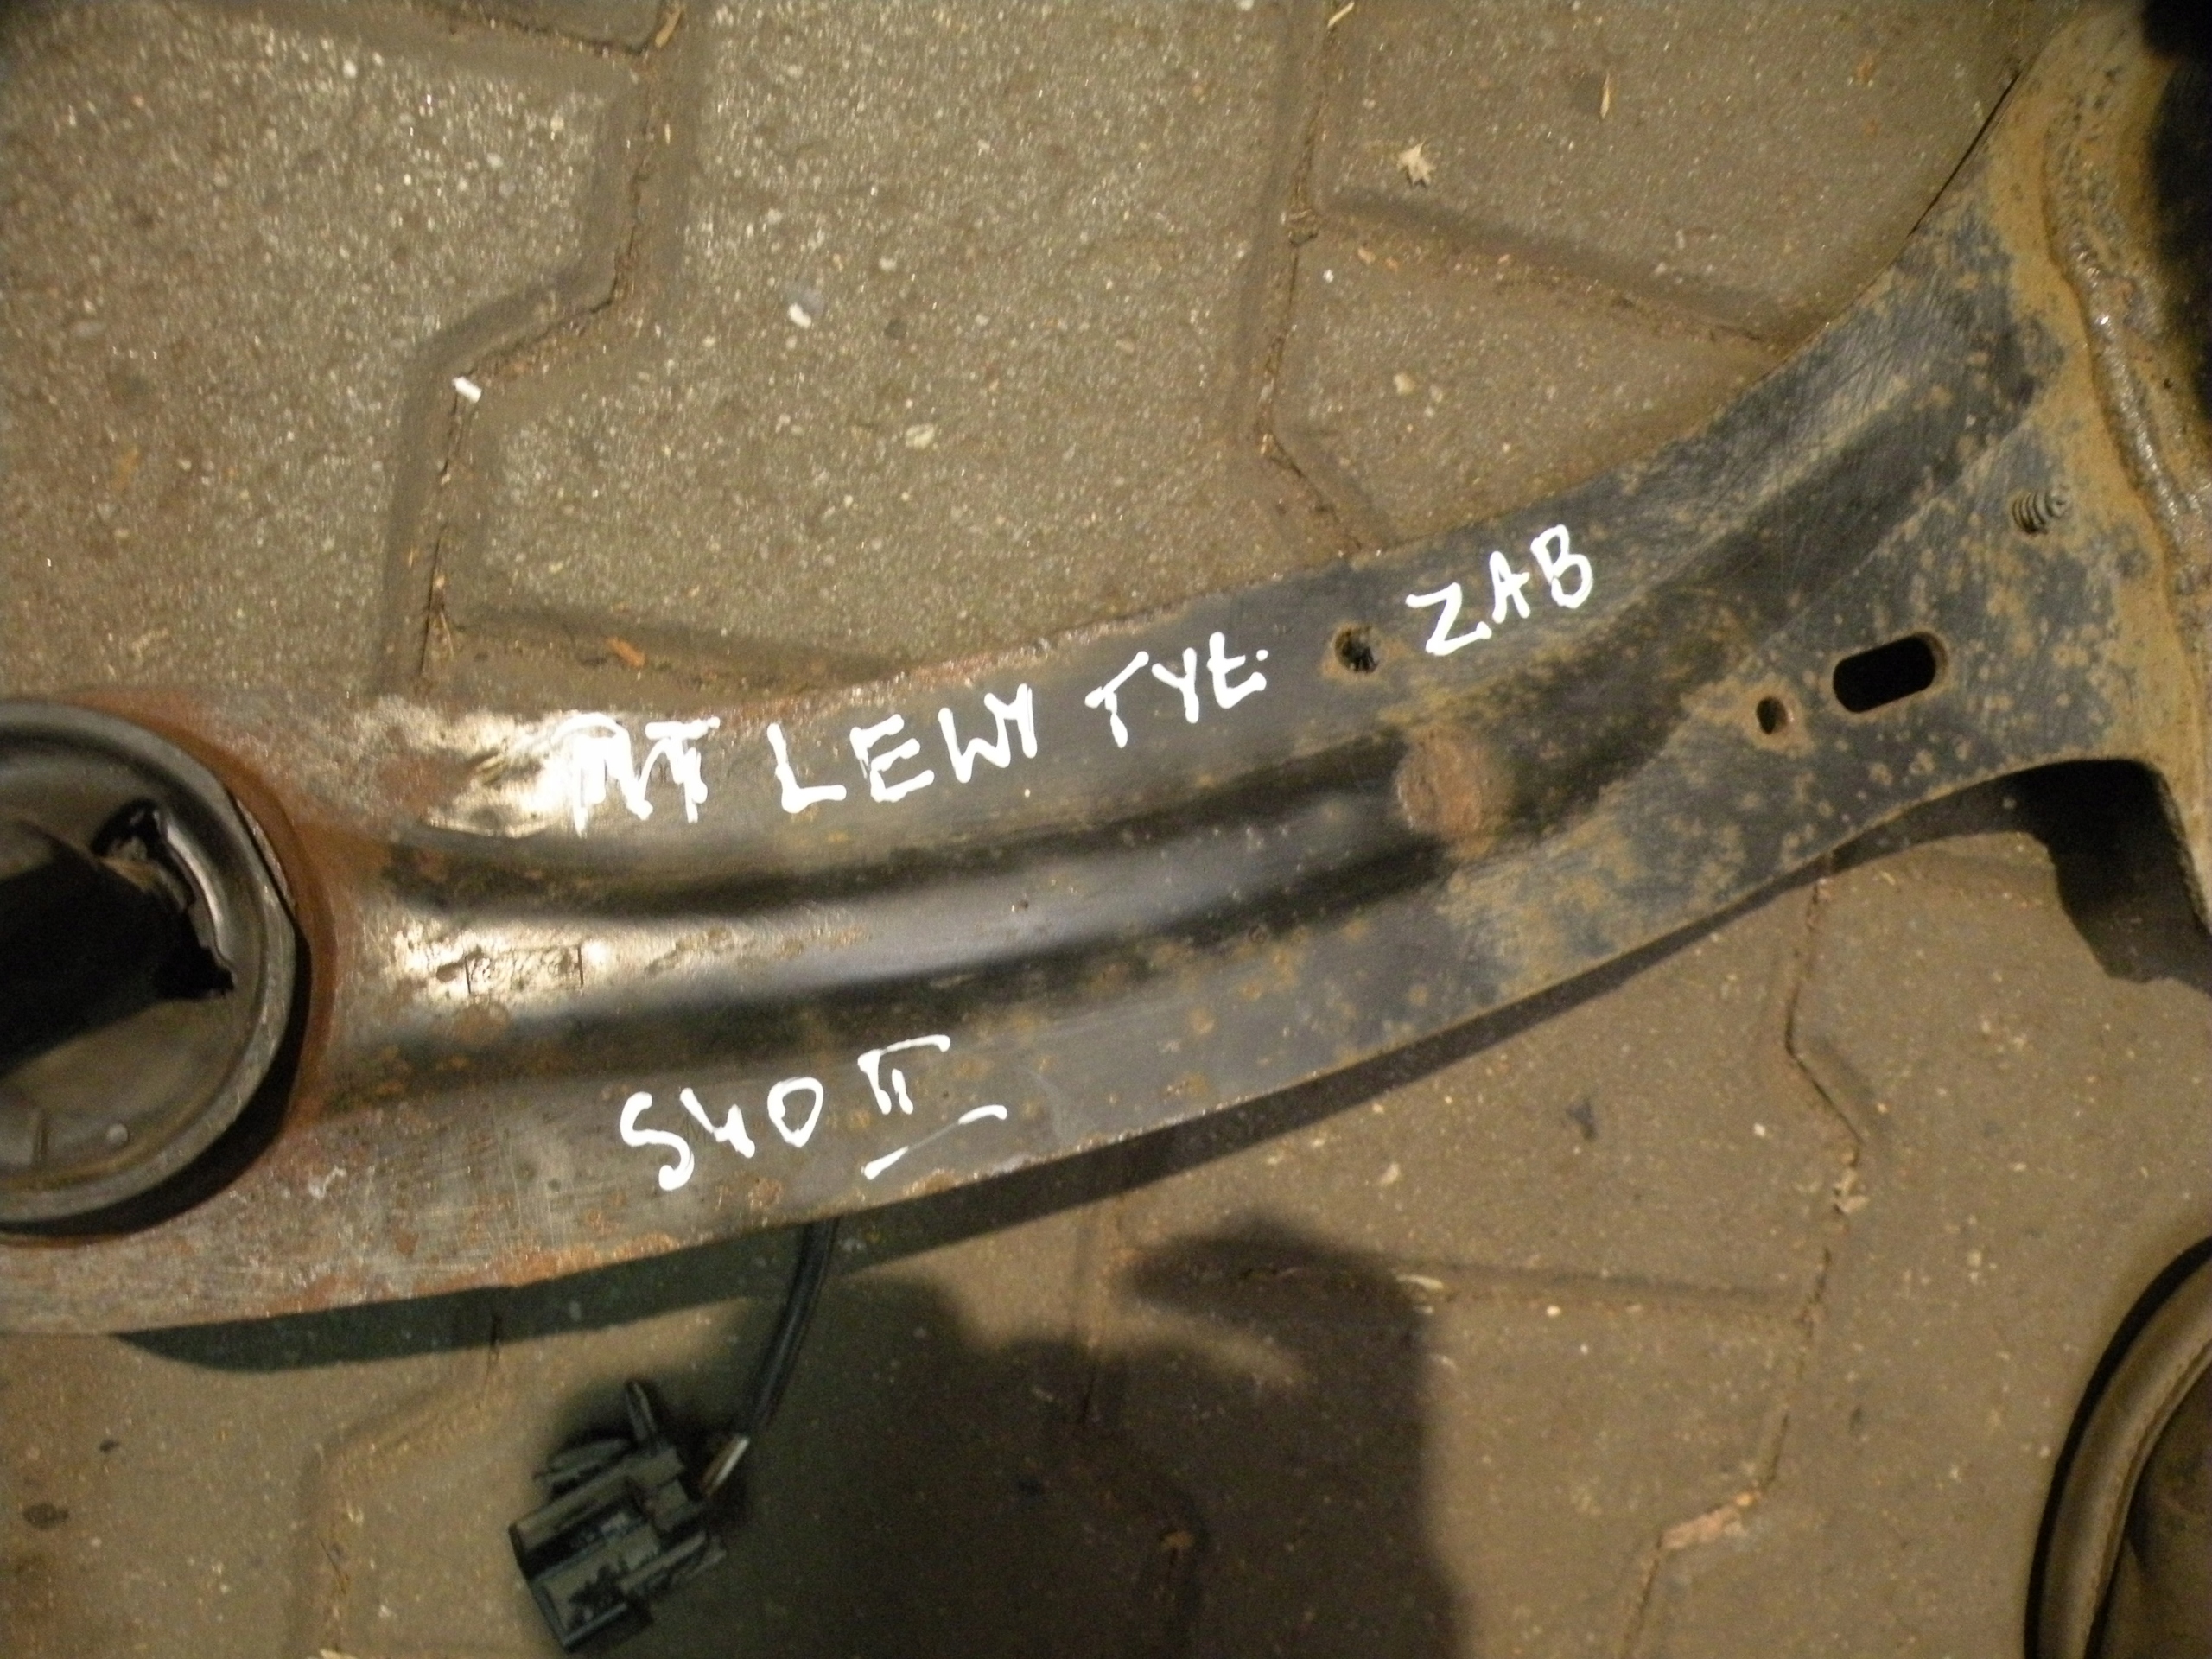 LEWY TYŁ. ZAB
S40 II